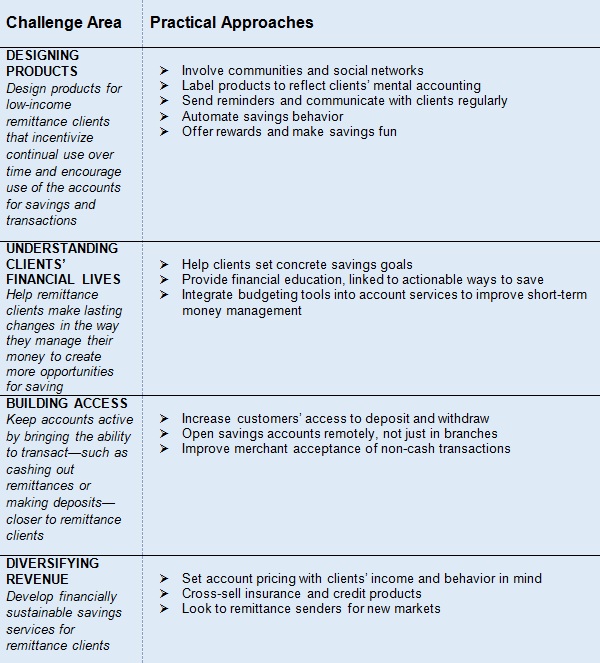 Challenge Area
Practical Approaches
DESIGNING
PRODUCTS
Design products for
low-income
remittance clients
that incentivize
continual use over
time and encourage
use of the accounts
for savings and
transactions
➢ Involve communities and social networks
➢ Label products to reflect clients’ mental accounting
➢ Send reminders and communicate with clients regularly
➢ Automate savings behavior
➢ Offer rewards and make savings fun
UNDERSTANDING
CLIENTS’
FINANCIAL LIVES
Help remittance
clients make lasting
changes in the way
they manage their
money to create
more opportunities
for saving
➢ Help clients set concrete savings goals
➢ Provide financial education, linked to actionable ways to save
➢ Integrate budgeting tools into account services to improve short-term
money management
BUILDING ACCESS
Keep accounts active
by bringing the ability
to transact—such as
cashing out
remittances or
making deposits—
closer to remittance
clients
➢ Increase customers’ access to deposit and withdraw
➢ Open savings accounts remotely, not just in branches
➢ Improve merchant acceptance of non-cash transactions
DIVERSIFYING
REVENUE
Develop financially
sustainable savings
services for
remittance clients
➢ Set account pricing with clients’ income and behavior in mind
➢ Cross-sell insurance and credit products
➢ Look to remittance senders for new markets